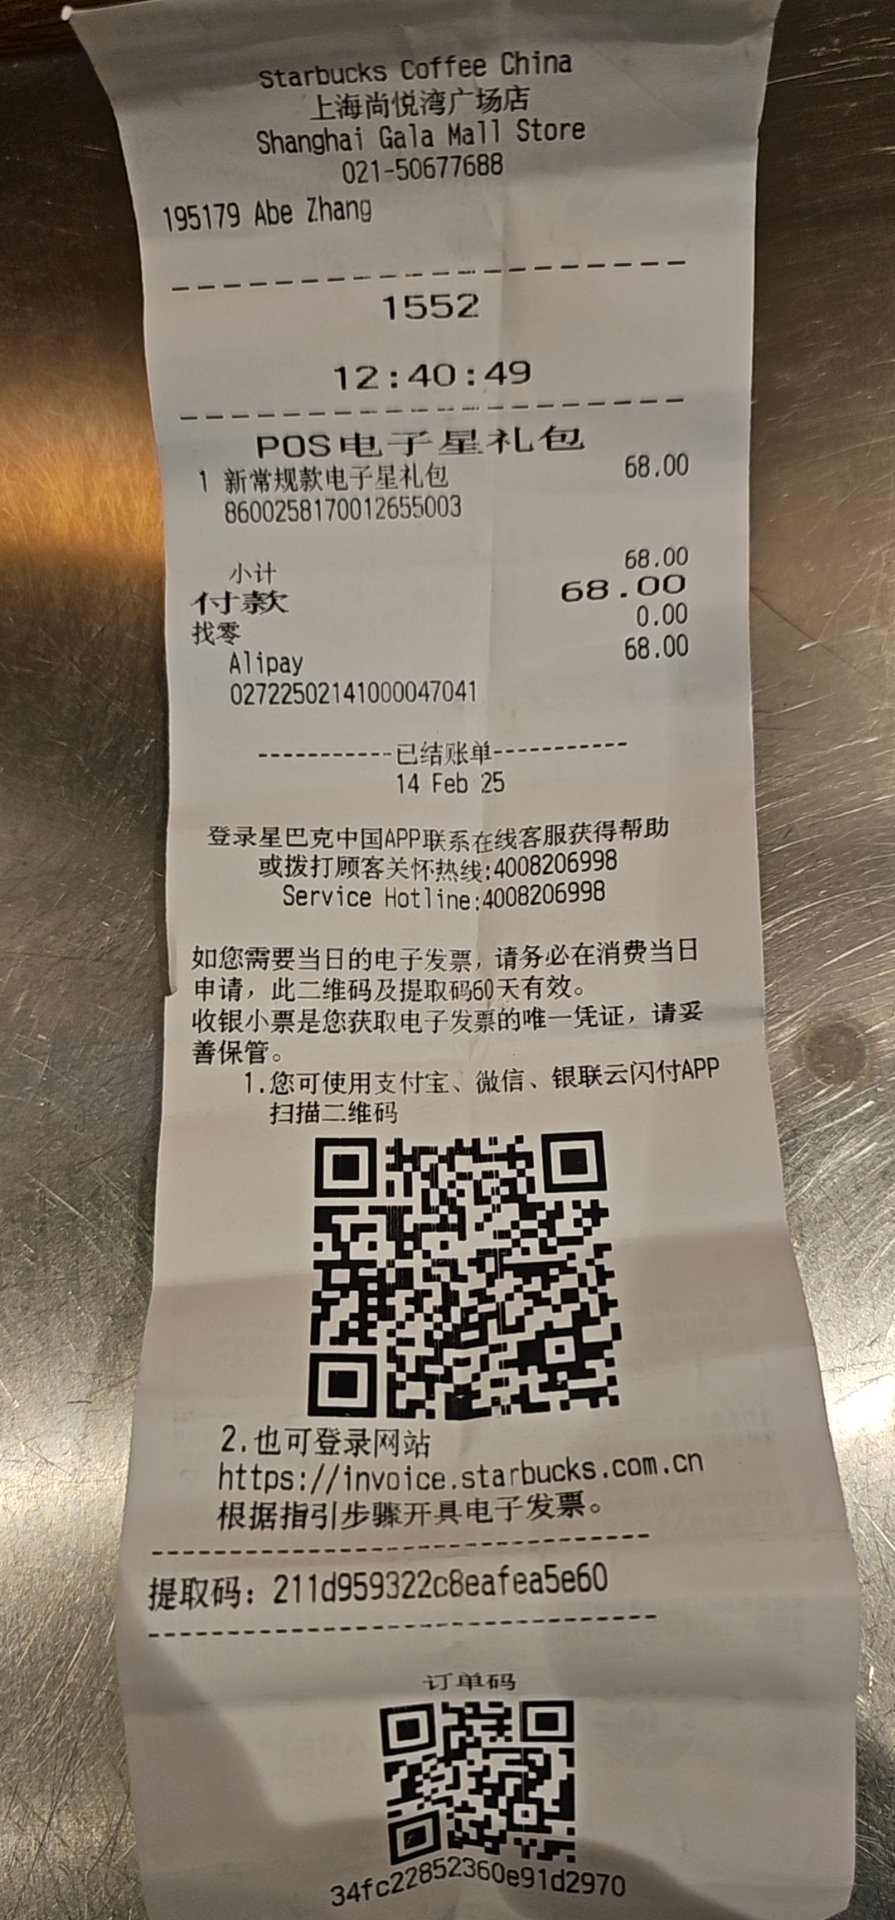 Starbucks Coffee China
上海尚悦湾广场店
Shanghai Gala Mall Store
021-50677688
195179 Abe Zhang
1552
12:40:49
POS电子星礼包
1 新常规款电子星礼包 68.00
8600258170012655003
小计 68.00
付款 68.00
找零 0.00
Alipay 68.00
02722502141000047041
-----------已结账单-----------
14 Feb 25
登录星巴克中国APP联系在线客服获得帮助
或拨打顾客关怀热线:4008206998
Service Hotline:4008206998
如您需要当日的电子发票，请务必在消费当日
申请，此二维码及提取码60天有效。
收银小票是您获取电子发票的唯一凭证，请妥
善保管。
1.您可使用支付宝、微信、银联云闪付APP
扫描二维码
2.也可登录网站
https://invoice.starbucks.com.cn
根据指引步骤开具电子发票。
提取码：211d959322c8eafea5e60
订单码
34fc22852360e91d2970